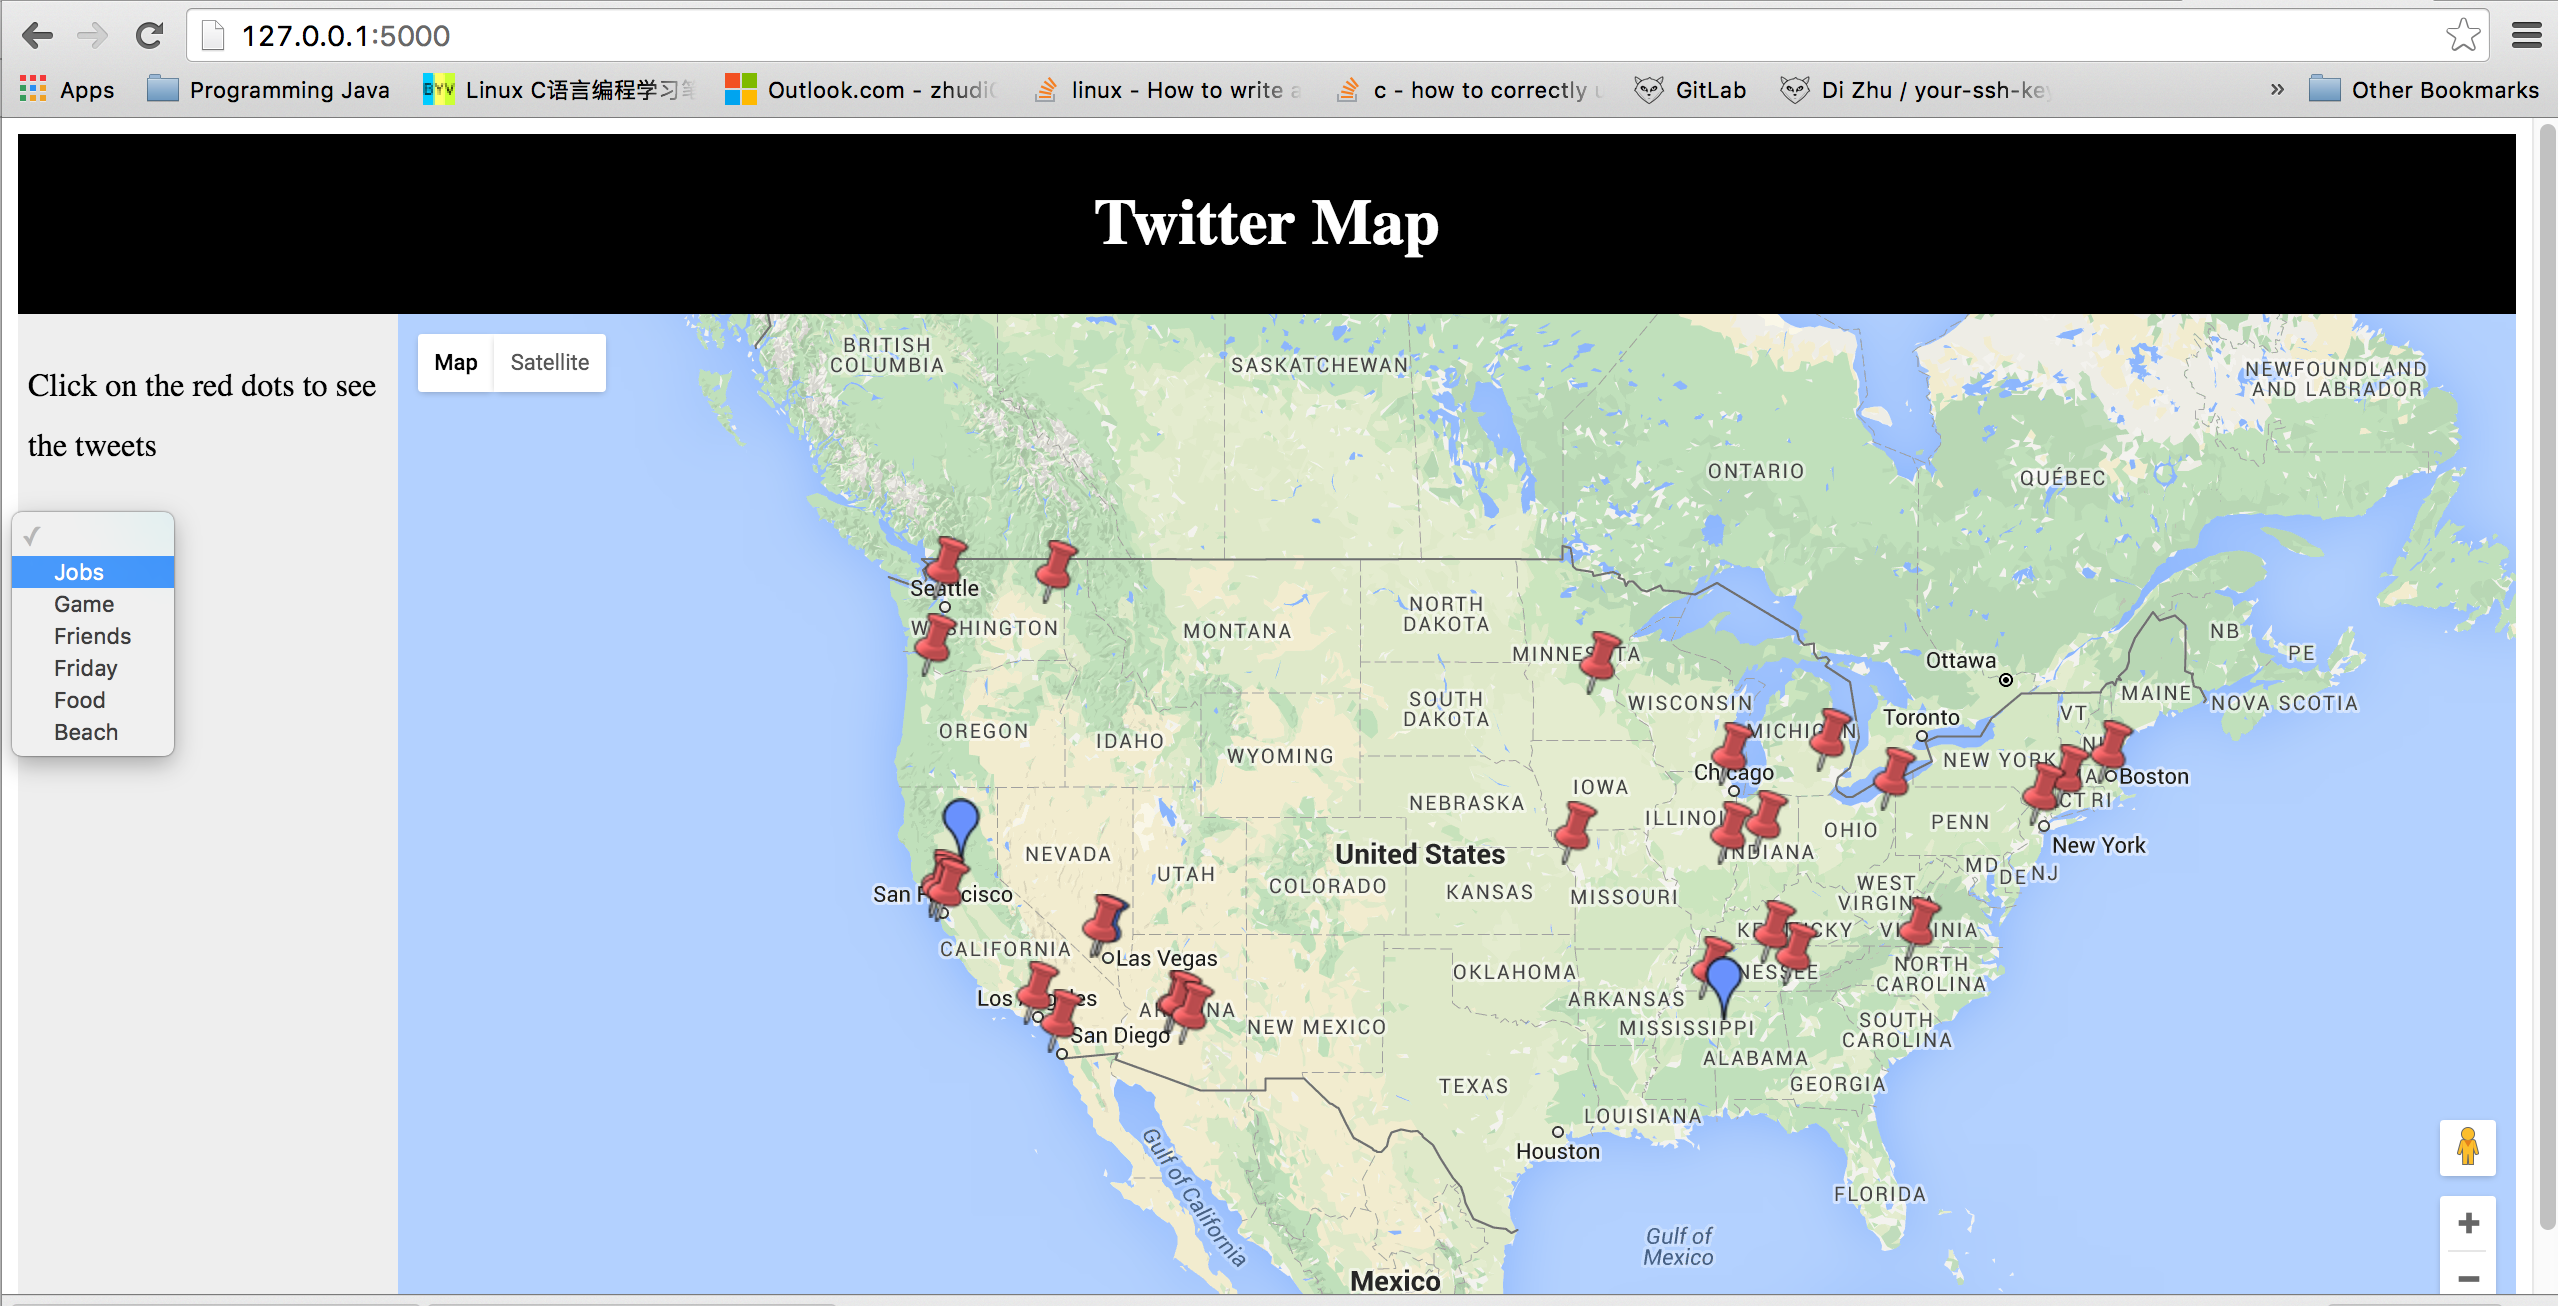 127.0.0.1:5000
Apps
Programming Java
Linux C语言编程学习笔
Outlook.com - zhudi
linux - How to write a
c - how to correctly u
GitLab
Di Zhu / your-ssh-key
»
Other Bookmarks
Twitter Map
Click on the red dots to see
the tweets
Jobs
Game
Friends
Friday
Food
Beach
Map
Satellite
BRITISH
COLUMBIA
SASKATCHEWAN
NEWFOUNDLAND
AND LABRADOR
ONTARIO
QUÉBEC
Seattle
WASHINGTON
MONTANA
NORTH
DAKOTA
MINNESOTA
NB
PE
Ottawa
MAINE
NOVA SCOTIA
SOUTH
DAKOTA
WISCONSIN
VT
OREGON
IDAHO
WYOMING
MICHIGAN
Toronto
NEW YORK
MA
Boston
CT RI
Chicago
IOWA
NEBRASKA
ILLINOIS
INDIANA
OHIO
PENN
New York
NEVADA
UTAH
United States
COLORADO
KANSAS
MISSOURI
WEST
VIRGINIA
MD
DE
NJ
San Francisco
CALIFORNIA
Las Vegas
KENTUCKY
VIRGINIA
OKLAHOMA
TENNESSEE
NORTH
CAROLINA
Los Angeles
ARIZONA
NEW MEXICO
ARKANSAS
San Diego
MISSISSIPPI
SOUTH
CAROLINA
ALABAMA
GEORGIA
TEXAS
LOUISIANA
Houston
FLORIDA
Gulf of California
Gulf of
Mexico
Mexico